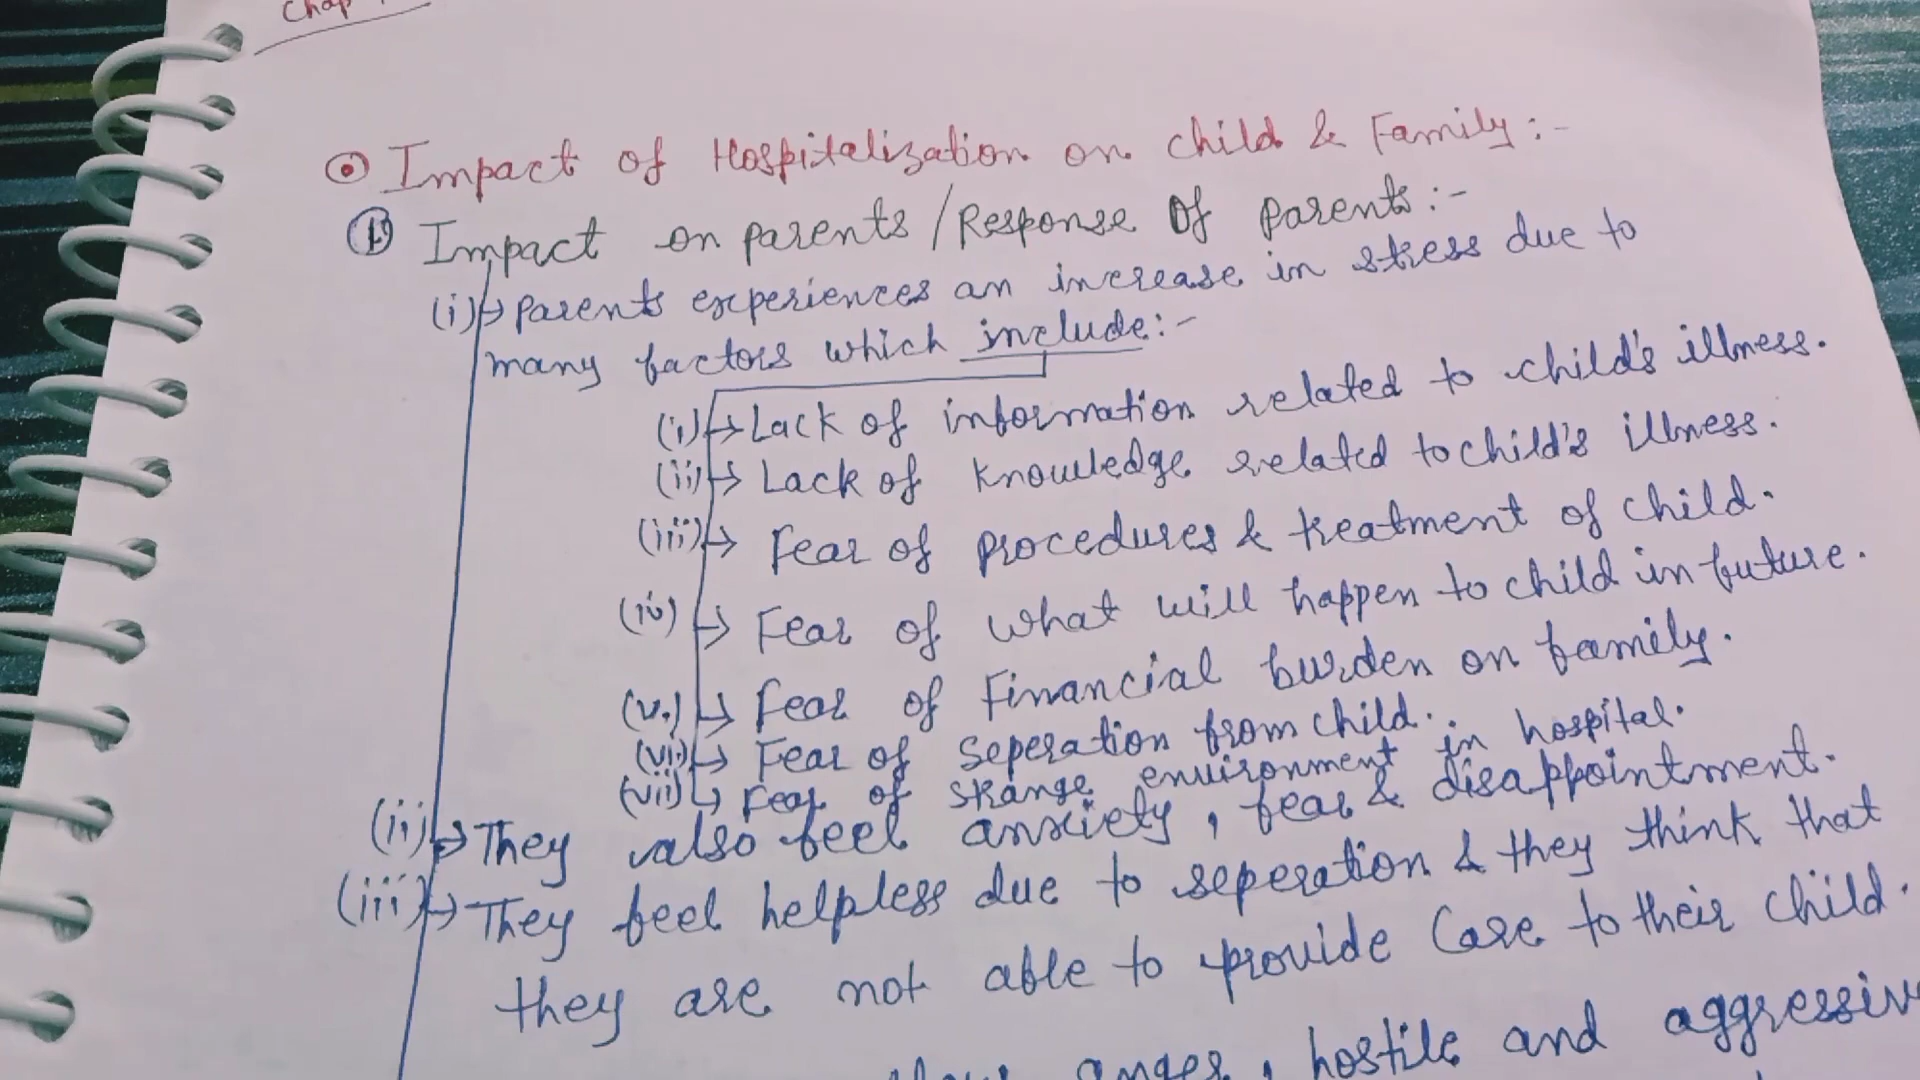 Chap
⊙ Impact of Hospitalization on child & Family:-
① Impact on parents/Response Of parents:-
(i)→ parents experiences an increase in stress due to
many factors which include:-
(i)→ Lack of information related to child's illness.
(ii)→ Lack of knowledge related to child's illness.
(iii)→ Fear of procedures & treatment of child.
(iv)→ Fear of what will happen to child in future.
(v.)→ Fear of Financial burden on family.
(vi)→ Fear of seperation from child.
(vii)→ Fear of strange environment in hospital.
(ii)→ They also feel anxiety, fear & disappointment.
(iii)→ They feel helpless due to seperation & they think that
they are not able to provide Care to their child.
anger, hostile and aggressive